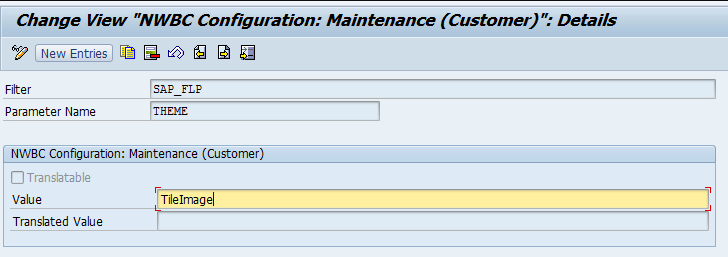 Change View "NWBC Configuration: Maintenance (Customer)": Details
New Entries
Filter SAP_FLP
Parameter Name THEME
NWBC Configuration: Maintenance (Customer)
Translatable
Value TileImage
Translated Value